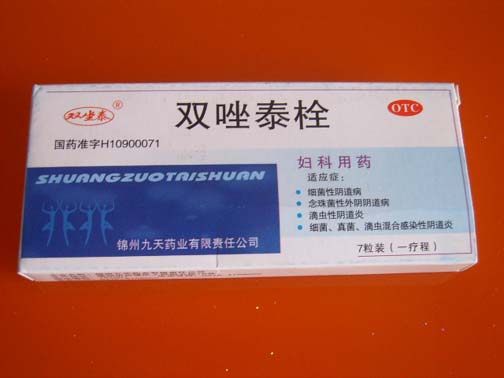 双唑泰®
双唑泰栓
OTC
国药准字H10900071
SHUANGZUOTAISHUAN
锦州九天药业有限责任公司
妇科用药
适应症：
• 细菌性阴道病
• 念珠菌性外阴阴道病
• 滴虫性阴道炎
• 细菌、真菌、滴虫混合感染性阴道炎
7粒装（一疗程）